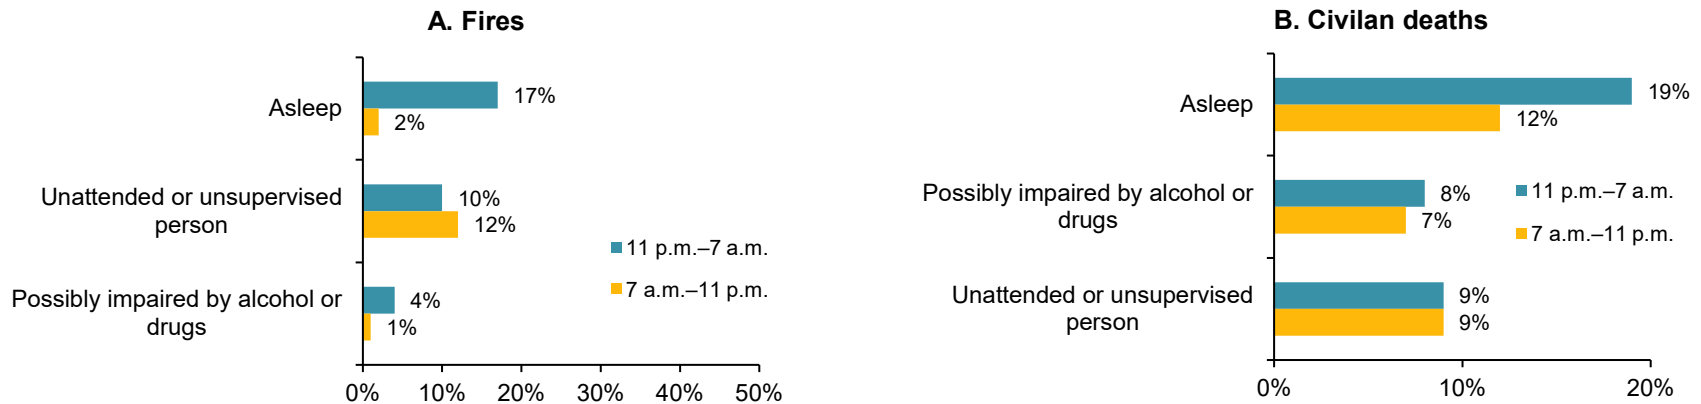 A. Fires
Asleep
17%
2%
Unattended or unsupervised
person
10%
12%
Possibly impaired by alcohol or
drugs
4%
1%
11 p.m.–7 a.m.
7 a.m.–11 p.m.
0% 10% 20% 30% 40% 50%
B. Civilan deaths
Asleep
19%
12%
Possibly impaired by alcohol or
drugs
8%
7%
Unattended or unsupervised
person
9%
9%
11 p.m.–7 a.m.
7 a.m.–11 p.m.
0% 10% 20%